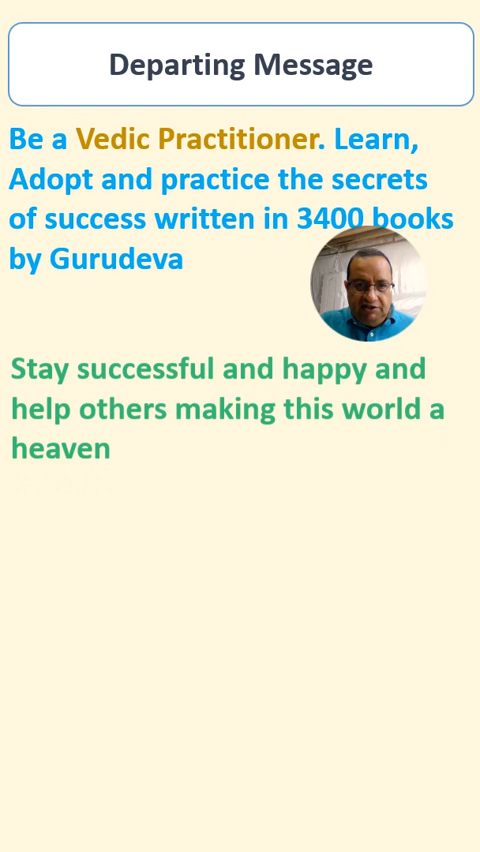 Departing Message
Be a Vedic Practitioner. Learn,
Adopt and practice the secrets
of success written in 3400 books
by Gurudeva
Stay successful and happy and
help others making this world a
heaven